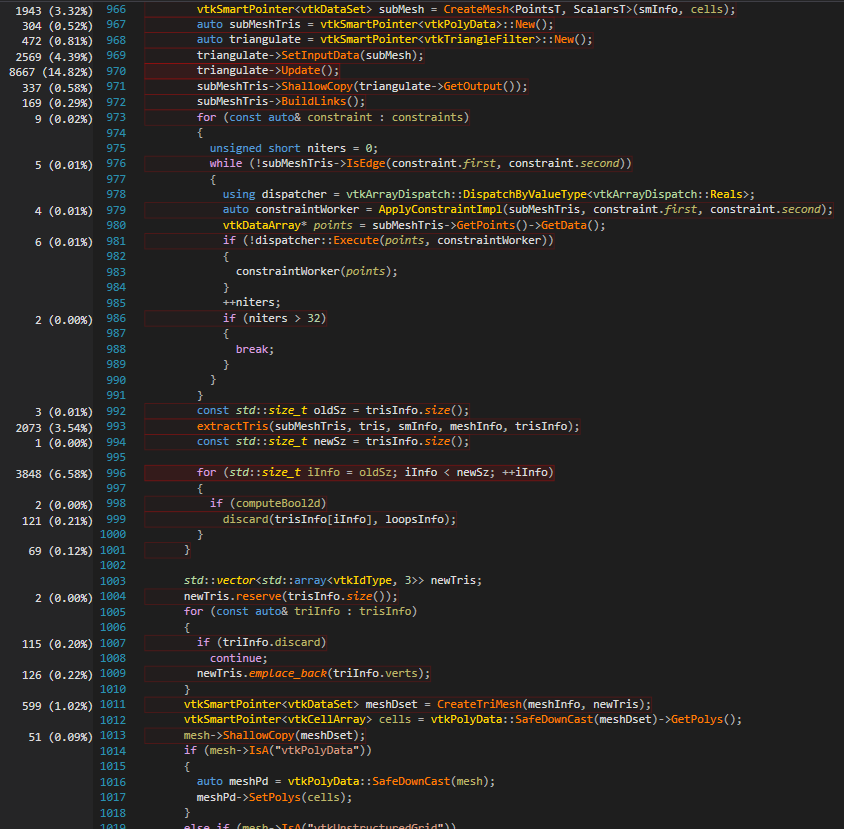 1943 (3.32%) 966 vtkSmartPointer<vtkDataSet> subMesh = CreateMesh<PointsT, ScalarsT>(smInfo, cells);
304 (0.52%) 967 auto subMeshTris = vtkSmartPointer<vtkPolyData>::New();
472 (0.81%) 968 auto triangulate = vtkSmartPointer<vtkTriangleFilter>::New();
2569 (4.39%) 969 triangulate->SetInputData(subMesh);
8667 (14.82%) 970 triangulate->Update();
337 (0.58%) 971 subMeshTris->ShallowCopy(triangulate->GetOutput());
169 (0.29%) 972 subMeshTris->BuildLinks();
9 (0.02%) 973 for (const auto& constraint : constraints)
974 {
975 unsigned short niters = 0;
5 (0.01%) 976 while (!subMeshTris->IsEdge(constraint.first, constraint.second))
977 {
978 using dispatcher = vtkArrayDispatch::DispatchByValueType<vtkArrayDispatch::Reals>;
4 (0.01%) 979 auto constraintWorker = ApplyConstraintImpl(subMeshTris, constraint.first, constraint.second);
980 vtkDataArray* points = subMeshTris->GetPoints()->GetData();
6 (0.01%) 981 if (!dispatcher::Execute(points, constraintWorker))
982 {
983 constraintWorker(points);
984 }
985 ++niters;
2 (0.00%) 986 if (niters > 32)
987 {
988 break;
989 }
990 }
991 }
3 (0.01%) 992 const std::size_t oldSz = trisInfo.size();
2073 (3.54%) 993 extractTris(subMeshTris, tris, smInfo, meshInfo, trisInfo);
1 (0.00%) 994 const std::size_t newSz = trisInfo.size();
995
3848 (6.58%) 996 for (std::size_t iInfo = oldSz; iInfo < newSz; ++iInfo)
997 {
2 (0.00%) 998 if (computeBool2d)
121 (0.21%) 999 discard(trisInfo[iInfo], loopsInfo);
1000 }
69 (0.12%) 1001 }
1002
1003 std::vector<std::array<vtkIdType, 3>> newTris;
2 (0.00%) 1004 newTris.reserve(trisInfo.size());
1005 for (const auto& triInfo : trisInfo)
1006 {
115 (0.20%) 1007 if (triInfo.discard)
1008 continue;
126 (0.22%) 1009 newTris.emplace_back(triInfo.verts);
1010 }
599 (1.02%) 1011 vtkSmartPointer<vtkDataSet> meshDset = CreateTriMesh(meshInfo, newTris);
1012 vtkSmartPointer<vtkCellArray> cells = vtkPolyData::SafeDownCast(meshDset)->GetPolys();
51 (0.09%) 1013 mesh->ShallowCopy(meshDset);
1014 if (mesh->IsA("vtkPolyData"))
1015 {
1016 auto meshPd = vtkPolyData::SafeDownCast(mesh);
1017 meshPd->SetPolys(cells);
1018 }
1019 else if (mesh->IsA("vtkUnstructuredGrid"))